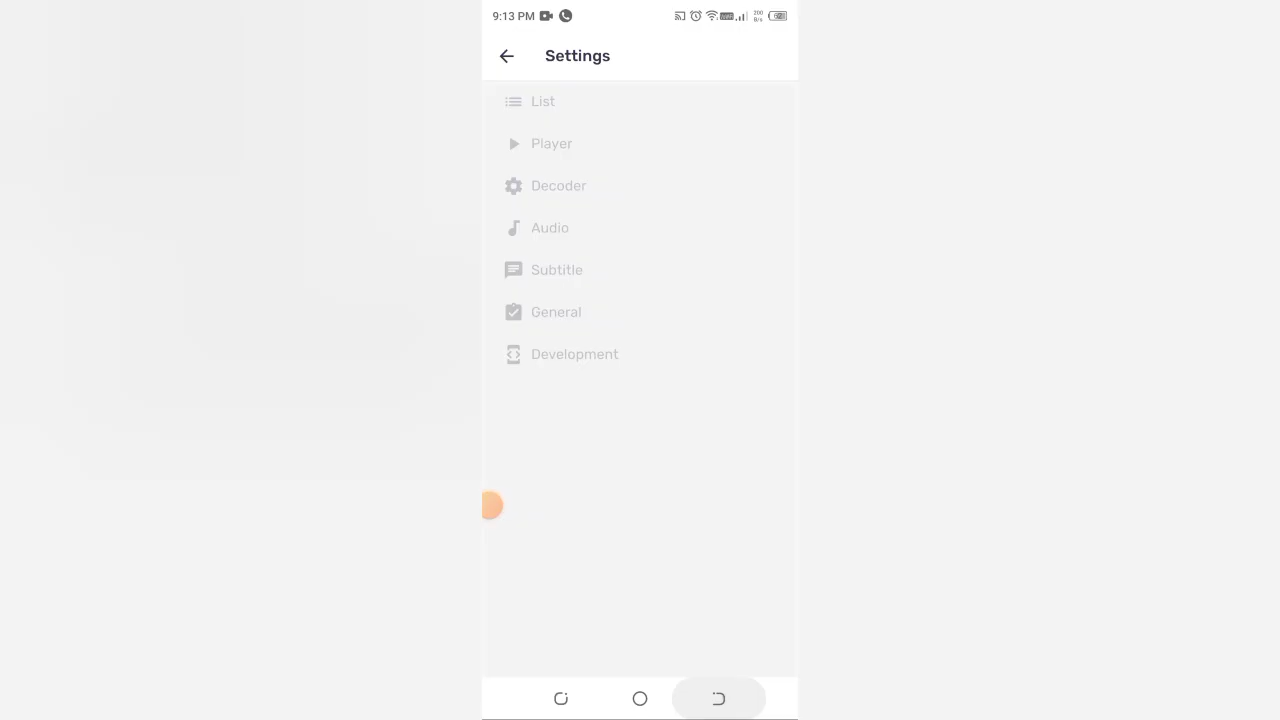 9:13 PM
Settings
List
Player
Decoder
Audio
Subtitle
General
Development